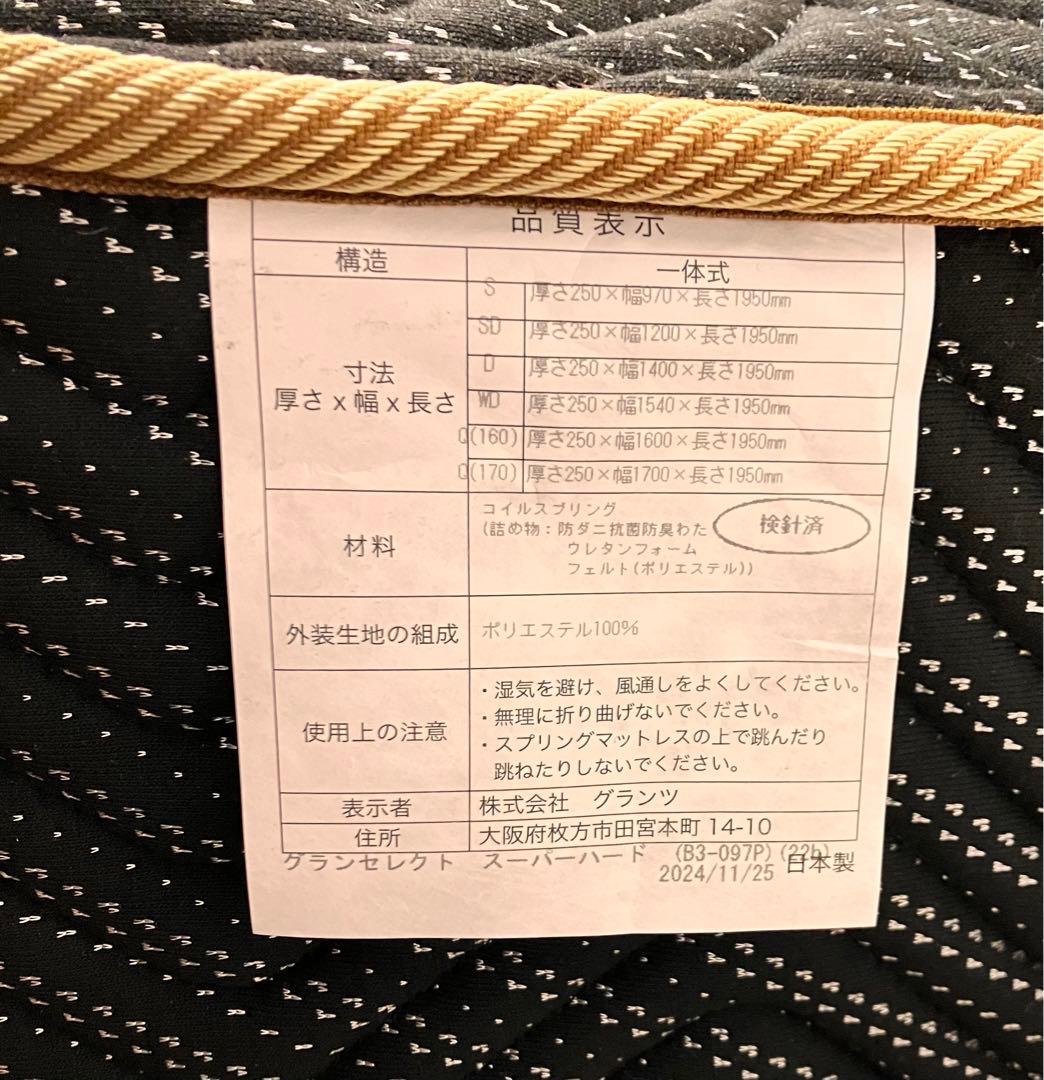 品質表示
構造 一体式
寸法
厚さx幅x長さ
S 厚さ250×幅970×長さ1950mm
SD 厚さ250×幅1200×長さ1950mm
D 厚さ250×幅1400×長さ1950mm
WD 厚さ250×幅1540×長さ1950mm
Q(160) 厚さ250×幅1600×長さ1950mm
Q(170) 厚さ250×幅1700×長さ1950mm
材料
コイルスプリング
(詰め物：防ダニ抗菌防臭わた
ウレタンフォーム
フェルト(ポリエステル))
検針済
外装生地の組成 ポリエステル100%
使用上の注意
・湿気を避け、風通しをよくしてください。
・無理に折り曲げないでください。
・スプリングマットレスの上で跳んだり
跳ねたりしないでください。
表示者 株式会社 グランツ
住所 大阪府枚方市田宮本町14-10
グランセレクト スーパーハード (B3-097P)
2024/11/25 日本製